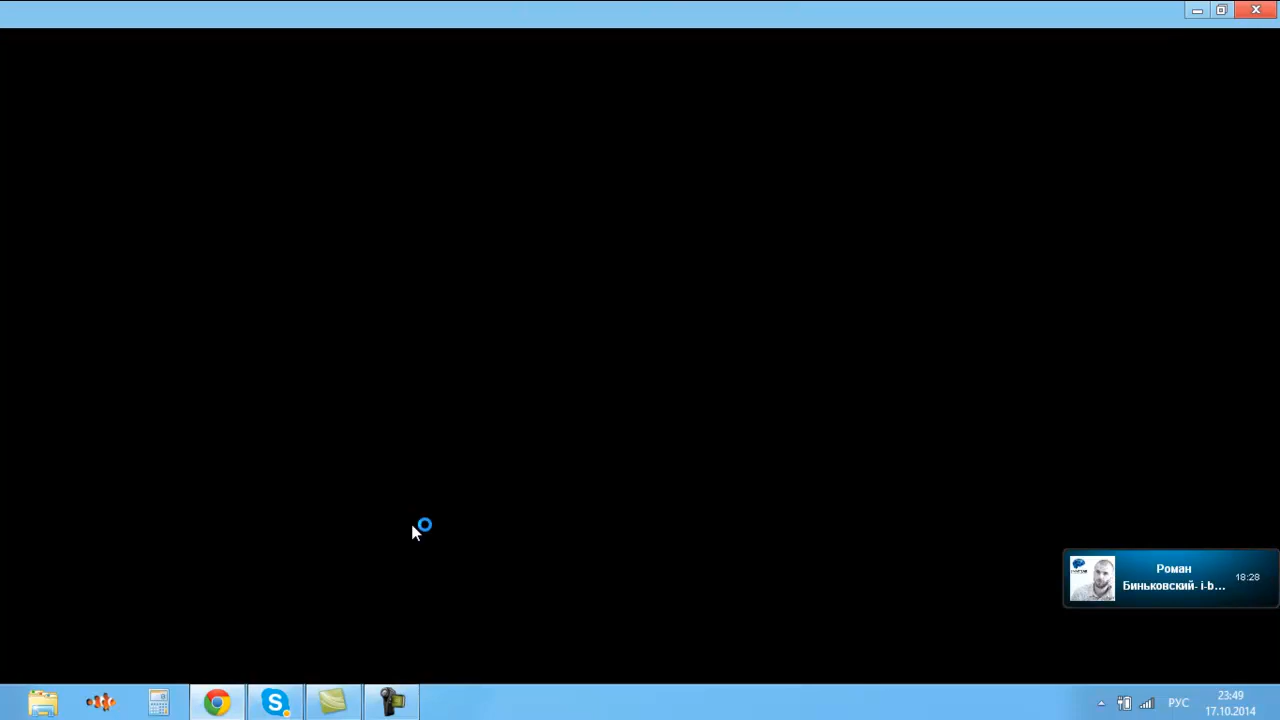 Роман
Биньковский- i-b...
18:28
РУС
23:49
17.10.2014